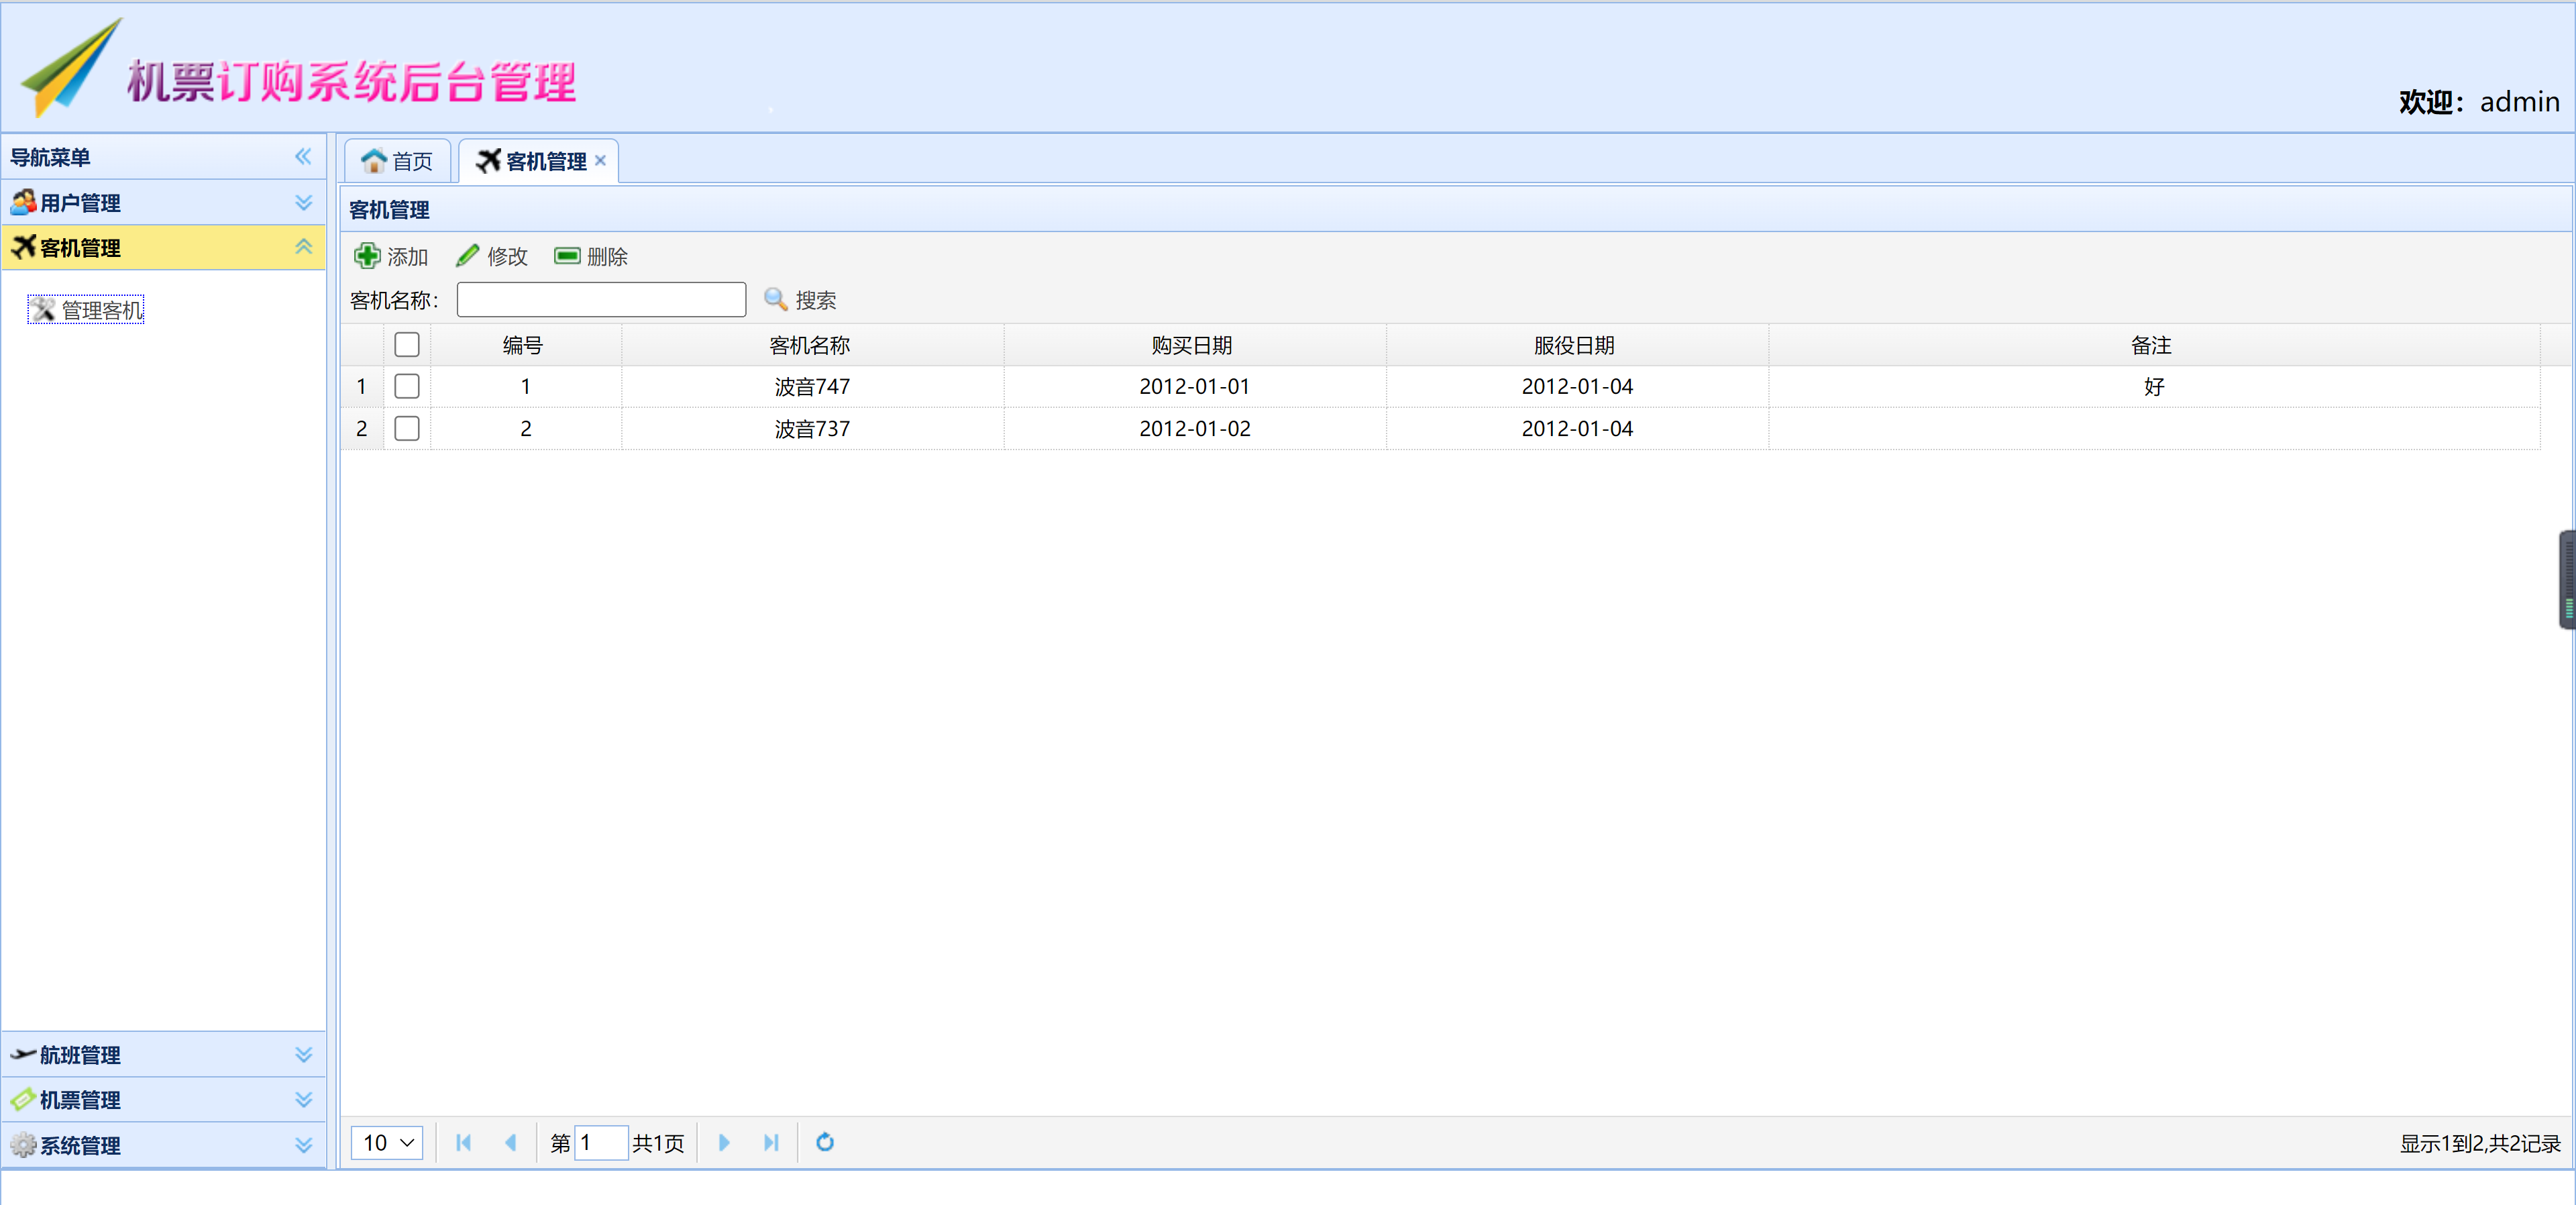 机票订购系统后台管理
欢迎：admin
导航菜单
用户管理
客机管理
管理客机
航班管理
机票管理
系统管理
首页 客机管理
客机管理
添加 修改 删除
客机名称： 搜索
编号 客机名称 购买日期 服役日期 备注
1 1 波音747 2012-01-01 2012-01-04 好
2 2 波音737 2012-01-02 2012-01-04
10 第 1 共1页 显示1到2,共2记录